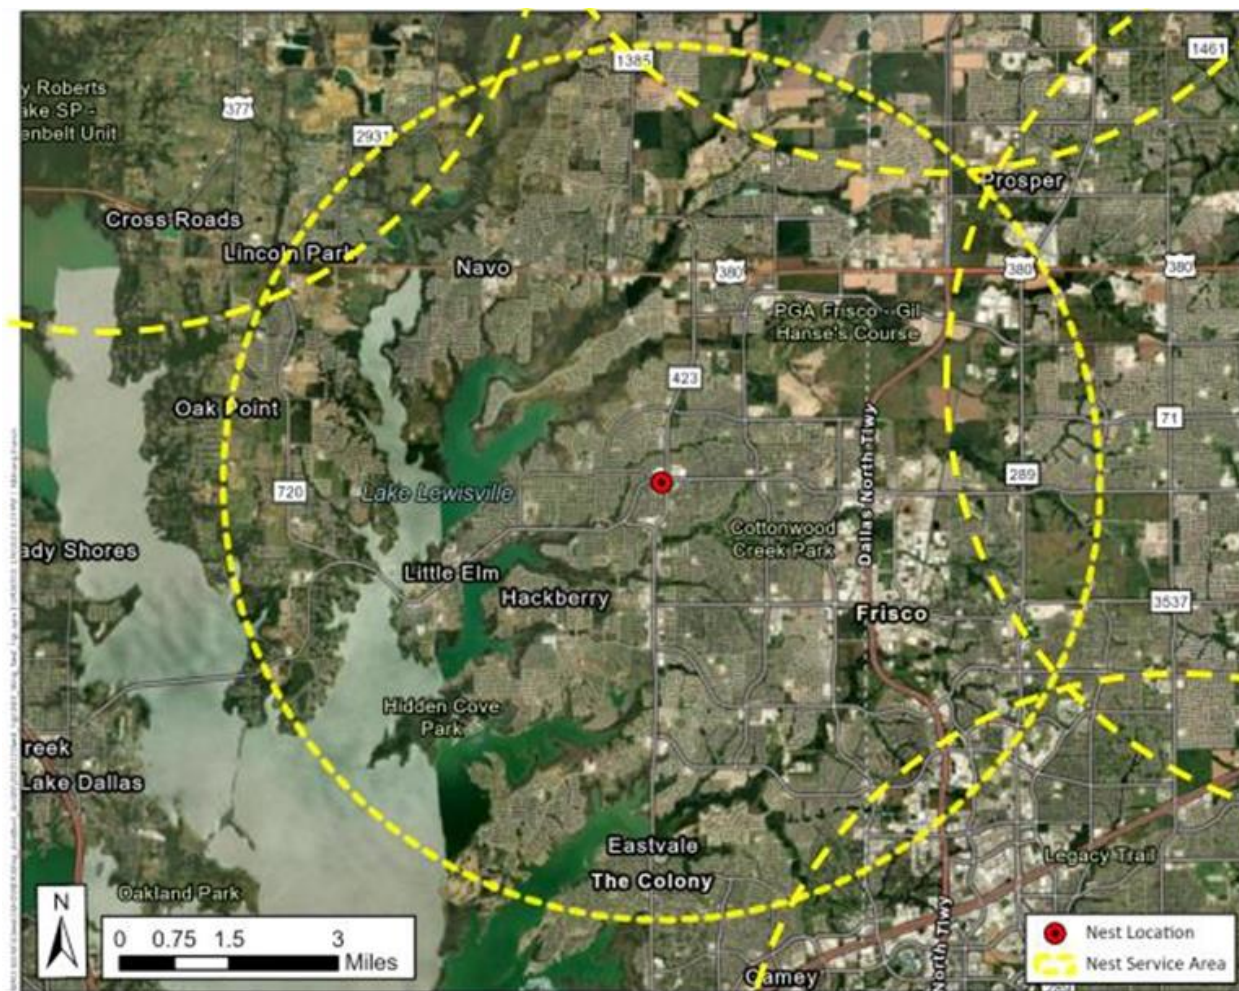 1385
1461
y Roberts
ake SP -
enbelt Unit
377
2931
Prosper
Cross Roads
Lincoln Park
Navo
380
380
380
PGA Frisco - Gil
Hanse's Course
423
Oak Point
71
Dallas North Tlwy
720
Lake Lewisville
289
Cottonwood
Creek Park
ady Shores
Little Elm
Hackberry
3537
Frisco
Hidden Cove
Park
reek
Lake Dallas
Eastvale
The Colony
Legacy Trail
Oakland Park
N
0 0.75 1.5 3
Miles
Camey
North Tlwy
Nest Location
Nest Service Area